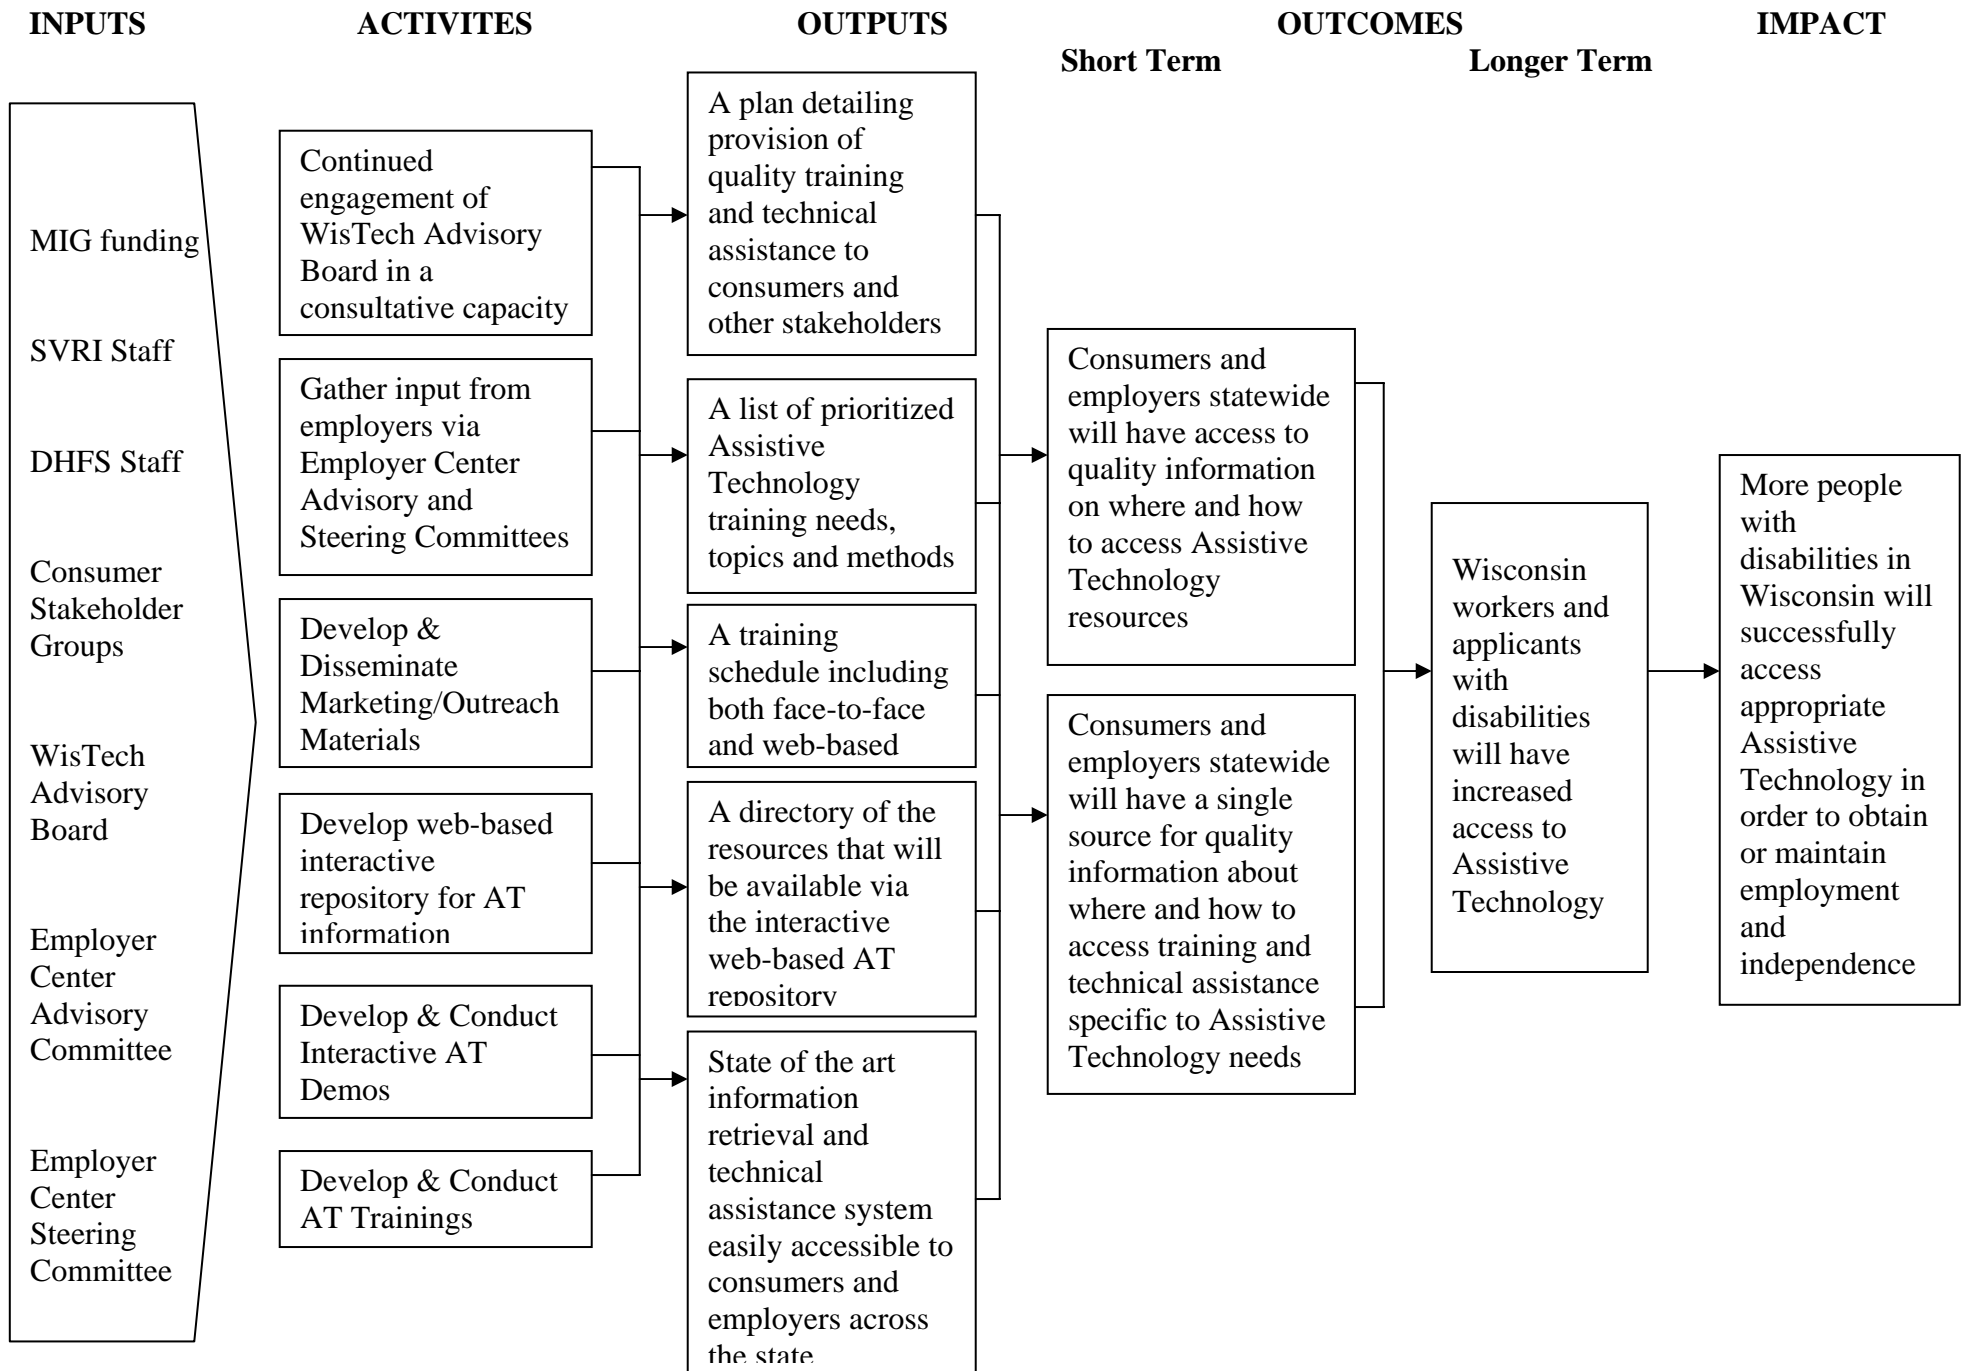 INPUTS
ACTIVITES
OUTPUTS
OUTCOMES
IMPACT
Short Term
Longer Term
MIG funding
SVRI Staff
DHFS Staff
Consumer
Stakeholder
Groups
WisTech
Advisory
Board
Employer
Center
Advisory
Committee
Employer
Center
Steering
Committee
Continued
engagement of
WisTech Advisory
Board in a
consultative capacity
Gather input from
employers via
Employer Center
Advisory and
Steering Committees
Develop &
Disseminate
Marketing/Outreach
Materials
Develop web-based
interactive
repository for AT
information
Develop & Conduct
Interactive AT
Demos
Develop & Conduct
AT Trainings
A plan detailing
provision of
quality training
and technical
assistance to
consumers and
other stakeholders
A list of prioritized
Assistive
Technology
training needs,
topics and methods
A training
schedule including
both face-to-face
and web-based
A directory of the
resources that will
be available via
the interactive
web-based AT
repository
State of the art
information
retrieval and
technical
assistance system
easily accessible to
consumers and
employers across
the state
Consumers and
employers statewide
will have access to
quality information
on where and how
to access Assistive
Technology
resources
Consumers and
employers statewide
will have a single
source for quality
information about
where and how to
access training and
technical assistance
specific to Assistive
Technology needs
Wisconsin
workers and
applicants
with
disabilities
will have
increased
access to
Assistive
Technology
More people
with
disabilities in
Wisconsin will
successfully
access
appropriate
Assistive
Technology in
order to obtain
or maintain
employment
and
independence